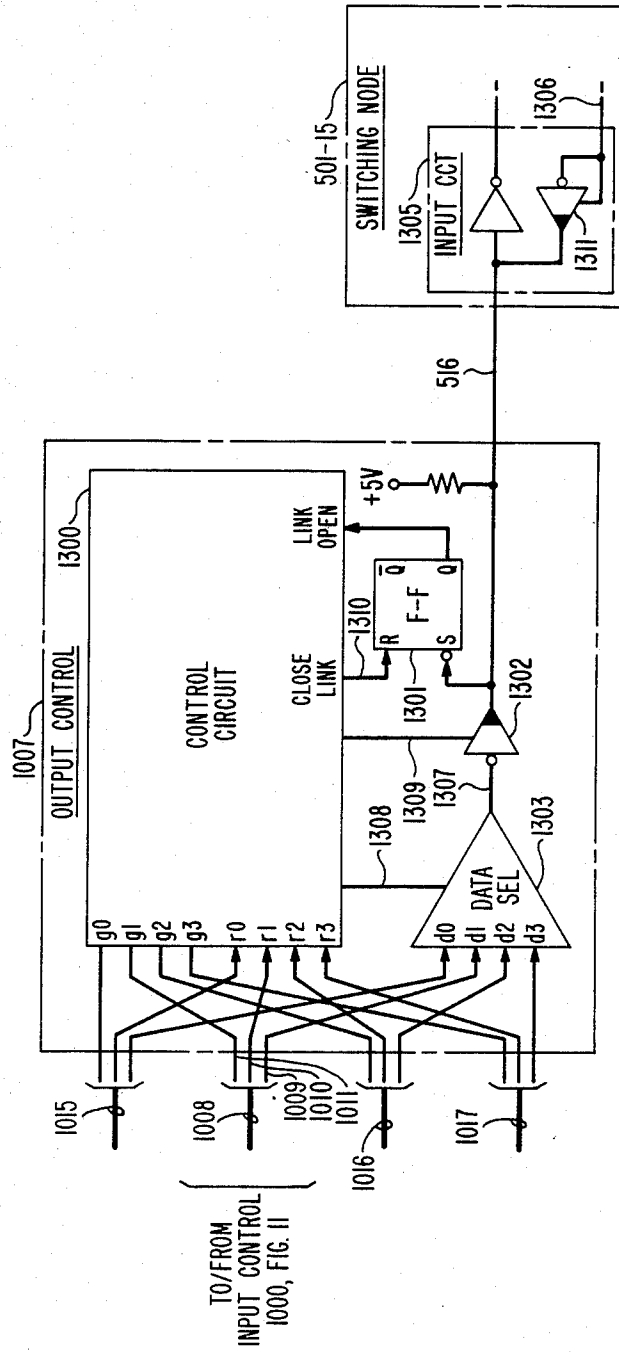 1007
OUTPUT CONTROL
1300
CONTROL
CIRCUIT
g0
g1
g2
g3
r0
r1
r2
r3
CLOSE
LINK
LINK
OPEN
1310
R
Q̅
F-F
S
Q
1301
+5V
1302
1309
1307
1308
1303
DATA
SEL
d0
d1
d2
d3
1015
1008
1009
1010
1011
1016
1017
TO/FROM
INPUT CONTROL
1000, FIG. 11
516
501-15
SWITCHING NODE
1305
INPUT CCT
1306
1311